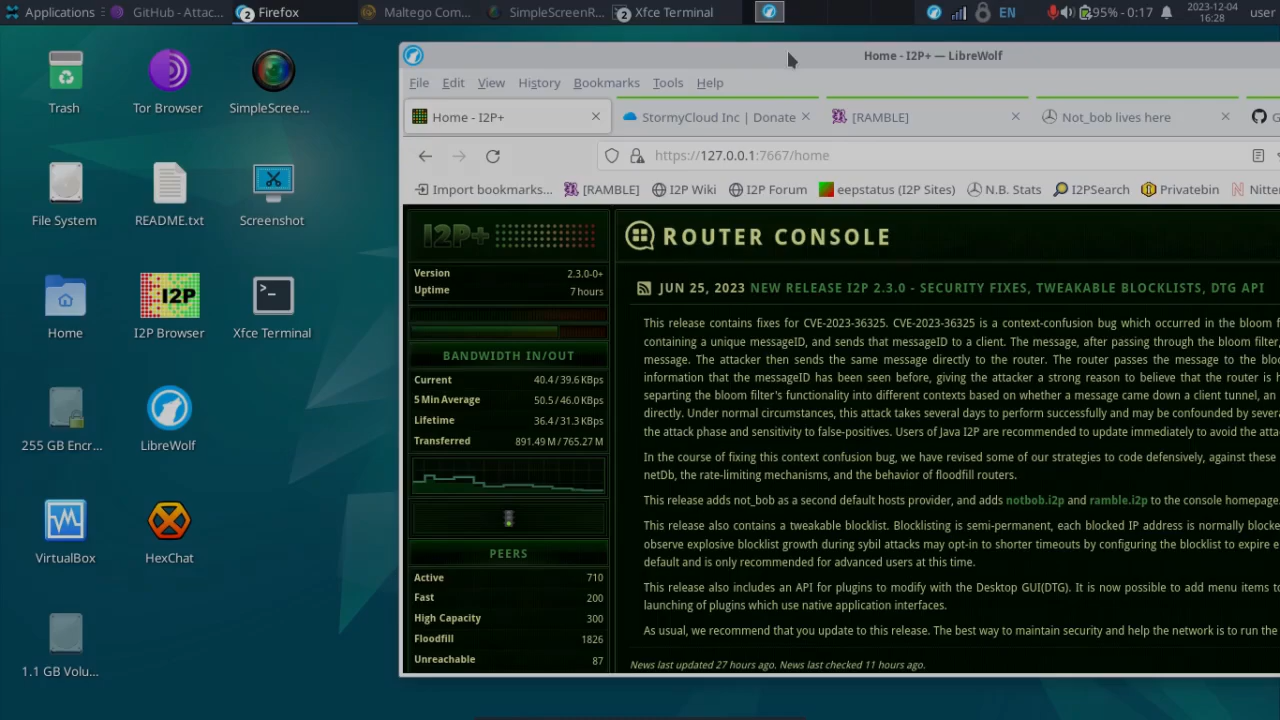 Applications
GitHub - Attac...
2 Firefox
Maltego Com...
SimpleScreenR...
2 Xfce Terminal
EN
95% - 0:17
2023-12-04
16:28
user
Trash
Tor Browser
SimpleScree...
File System
README.txt
Screenshot
Home
I2P
I2P Browser
Xfce Terminal
255 GB Encr...
LibreWolf
VirtualBox
HexChat
1.1 GB Volu...
Home - I2P+ — LibreWolf
File Edit View History Bookmarks Tools Help
Home - I2P+
StormyCloud Inc | Donate
[RAMBLE]
Not_bob lives here
G
https://127.0.0.1:7667/home
Import bookmarks... [RAMBLE] I2P Wiki I2P Forum eepstatus (I2P Sites) N.B. Stats I2PSearch Privatebin Nitte
I2P+
Version 2.3.0-0+
Uptime 7 hours
BANDWIDTH IN/OUT
Current 40.4 / 39.6 KBps
5 Min Average 50.5 / 46.0 KBps
Lifetime 36.4 / 31.3 KBps
Transferred 891.49 M / 765.27 M
PEERS
Active 710
Fast 200
High Capacity 300
Floodfill 1826
Unreachable 87
ROUTER CONSOLE
JUN 25, 2023 NEW RELEASE I2P 2.3.0 - SECURITY FIXES, TWEAKABLE BLOCKLISTS, DTG API
This release contains fixes for CVE-2023-36325. CVE-2023-36325 is a context-confusion bug which occurred in the bloom f
containing a unique messageID, and sends that messageID to a client. The message, after passing through the bloom filter,
message. The attacker then sends the same message directly to the router. The router passes the message to the bloo
information that the messageID has been seen before, giving the attacker a strong reason to believe that the router is h
separting the bloom filter's functionality into different contexts based on whether a message came down a client tunnel, an
directly. Under normal circumstances, this attack takes several days to perform successfully and may be confounded by severa
the attack phase and sensitivity to false-positives. Users of Java I2P are recommended to update immediately to avoid the atta
In the course of fixing this context confusion bug, we have revised some of our strategies to code defensively, against these
netDb, the rate-limiting mechanisms, and the behavior of floodfill routers.
This release adds not_bob as a second default hosts provider, and adds notbob.i2p and ramble.i2p to the console homepage.
This release also contains a tweakable blocklist. Blocklisting is semi-permanent, each blocked IP address is normally blocke
observe explosive blocklist growth during sybil attacks may opt-in to shorter timeouts by configuring the blocklist to expire e
default and is only recommended for advanced users at this time.
This release also includes an API for plugins to modify with the Desktop GUI(DTG). It is now possible to add menu items to
launching of plugins which use native application interfaces.
As usual, we recommend that you update to this release. The best way to maintain security and help the network is to run the
News last updated 27 hours ago. News last checked 11 hours ago.